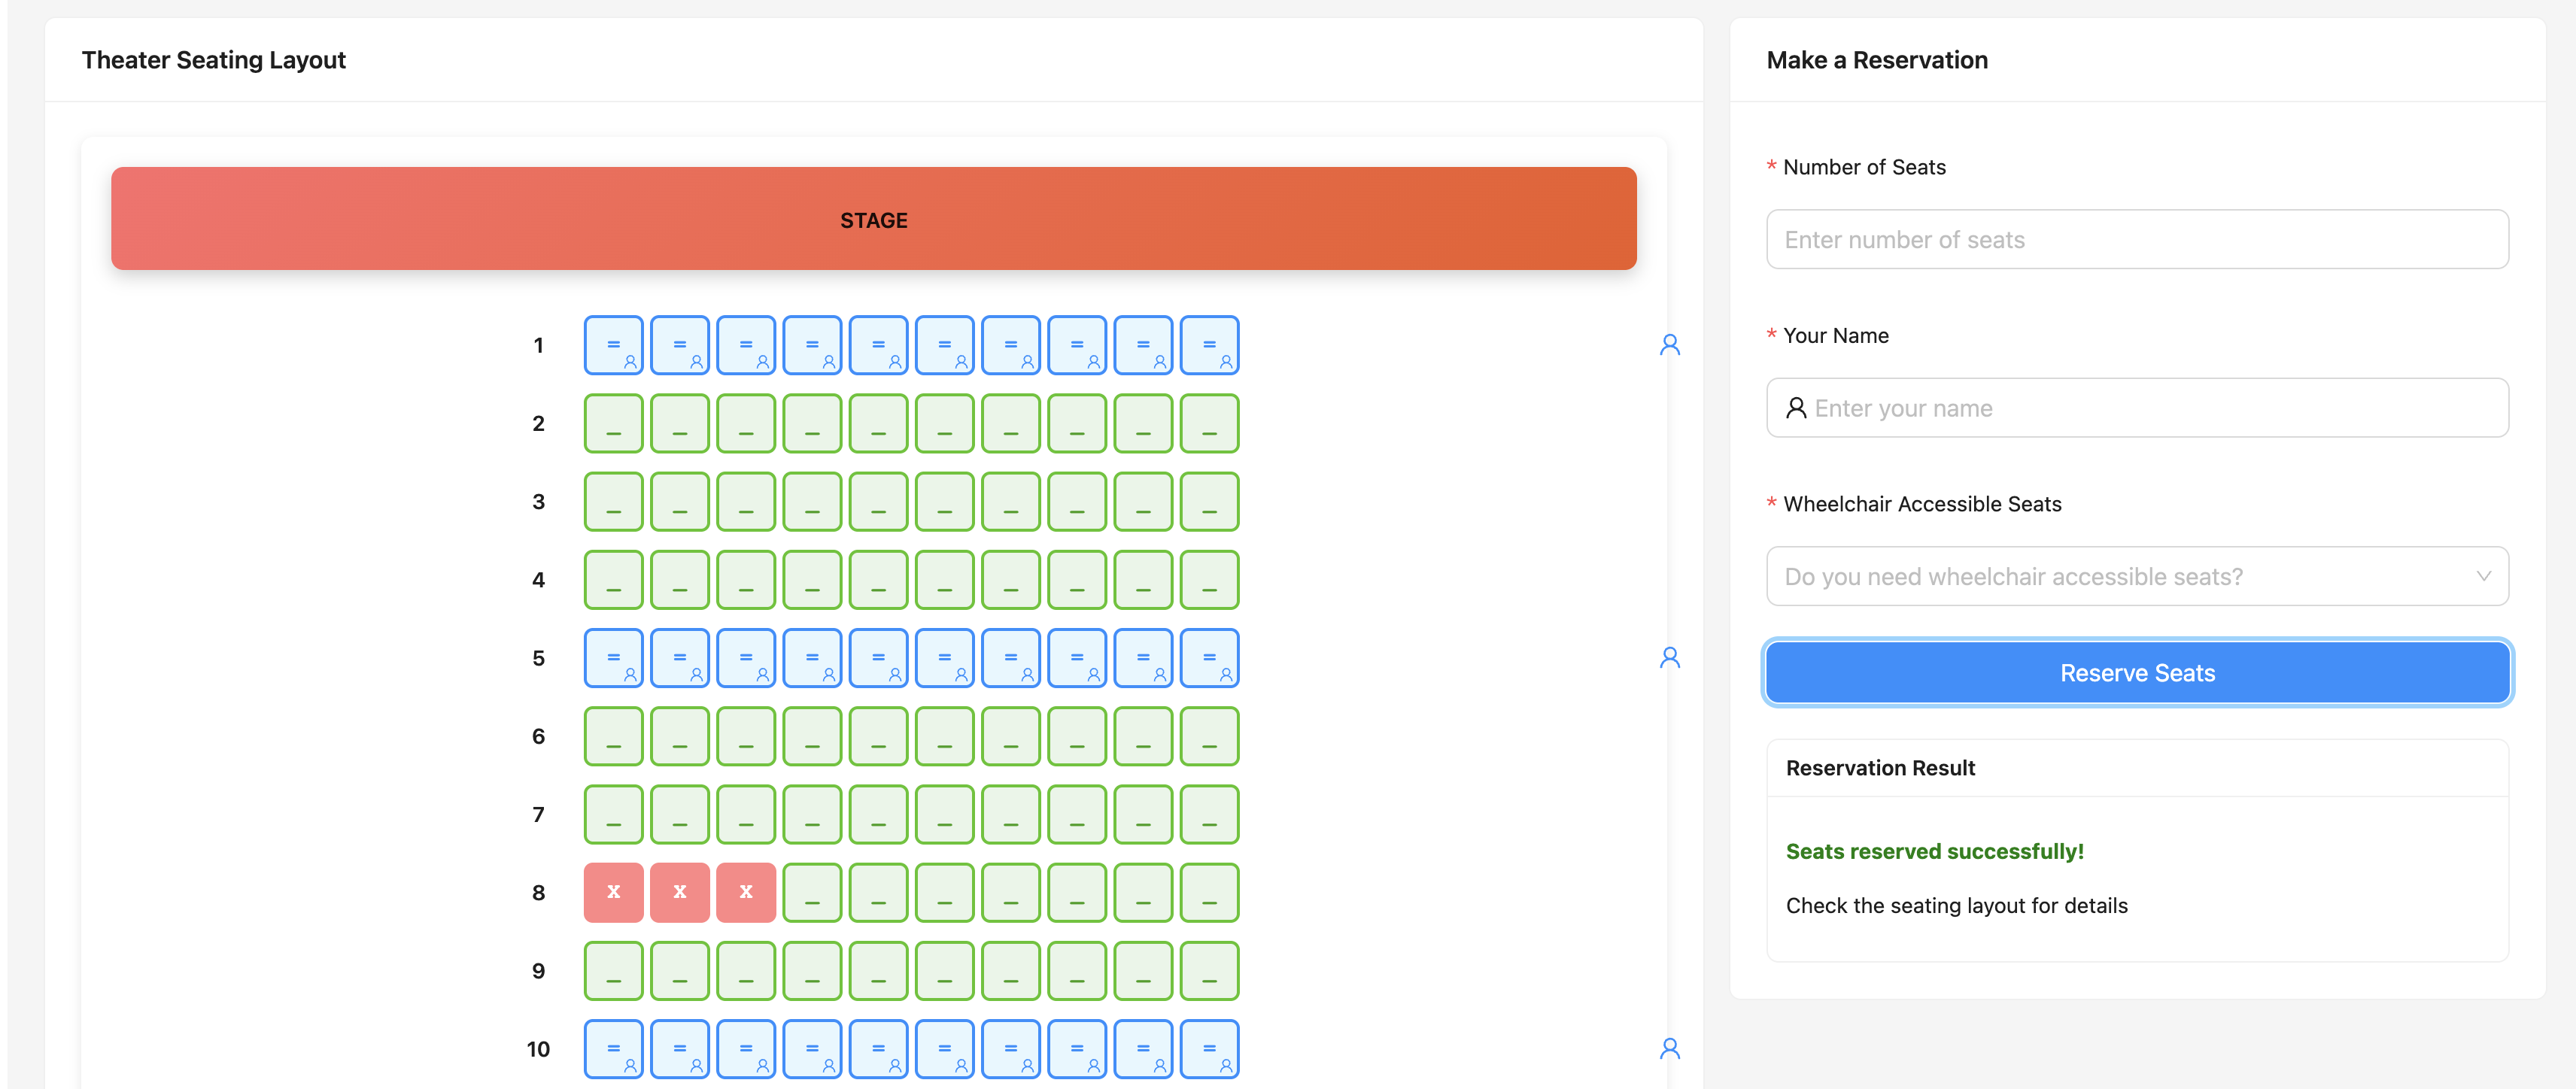 Theater Seating Layout
STAGE
1 = = = = = = = = = =
2 _ _ _ _ _ _ _ _ _ _
3 _ _ _ _ _ _ _ _ _ _
4 _ _ _ _ _ _ _ _ _ _
5 = = = = = = = = = =
6 _ _ _ _ _ _ _ _ _ _
7 _ _ _ _ _ _ _ _ _ _
8 x x x _ _ _ _ _ _ _
9 _ _ _ _ _ _ _ _ _ _
10 = = = = = = = = = =
Make a Reservation
* Number of Seats
Enter number of seats
* Your Name
Enter your name
* Wheelchair Accessible Seats
Do you need wheelchair accessible seats?
Reserve Seats
Reservation Result
Seats reserved successfully!
Check the seating layout for details